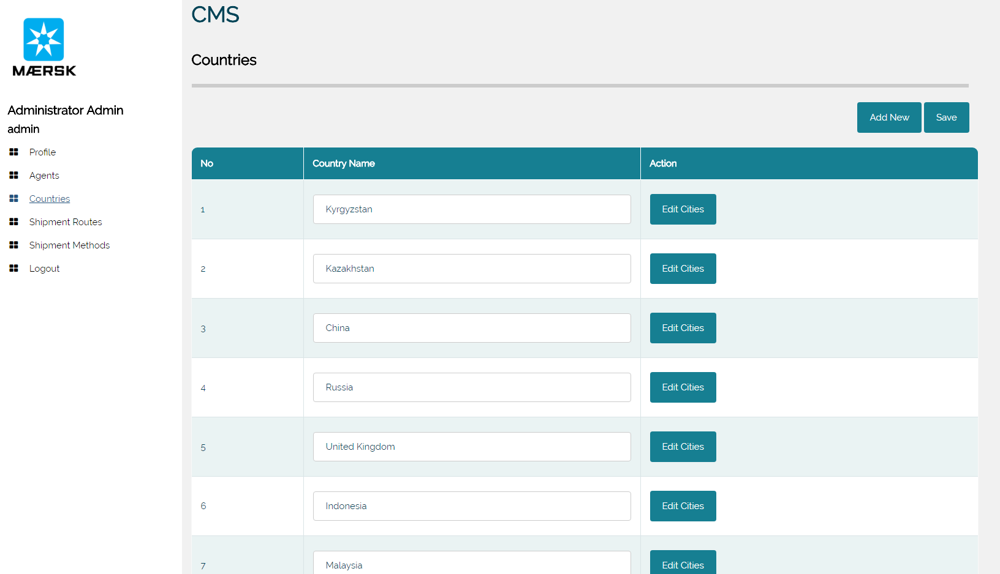 MÆRSK
Administrator Admin
admin
Profile
Agents
Countries
Shipment Routes
Shipment Methods
Logout
CMS
Countries
Add New Save
No Country Name Action
1 Kyrgyzstan Edit Cities
2 Kazakhstan Edit Cities
3 China Edit Cities
4 Russia Edit Cities
5 United Kingdom Edit Cities
6 Indonesia Edit Cities
7 Malaysia Edit Cities